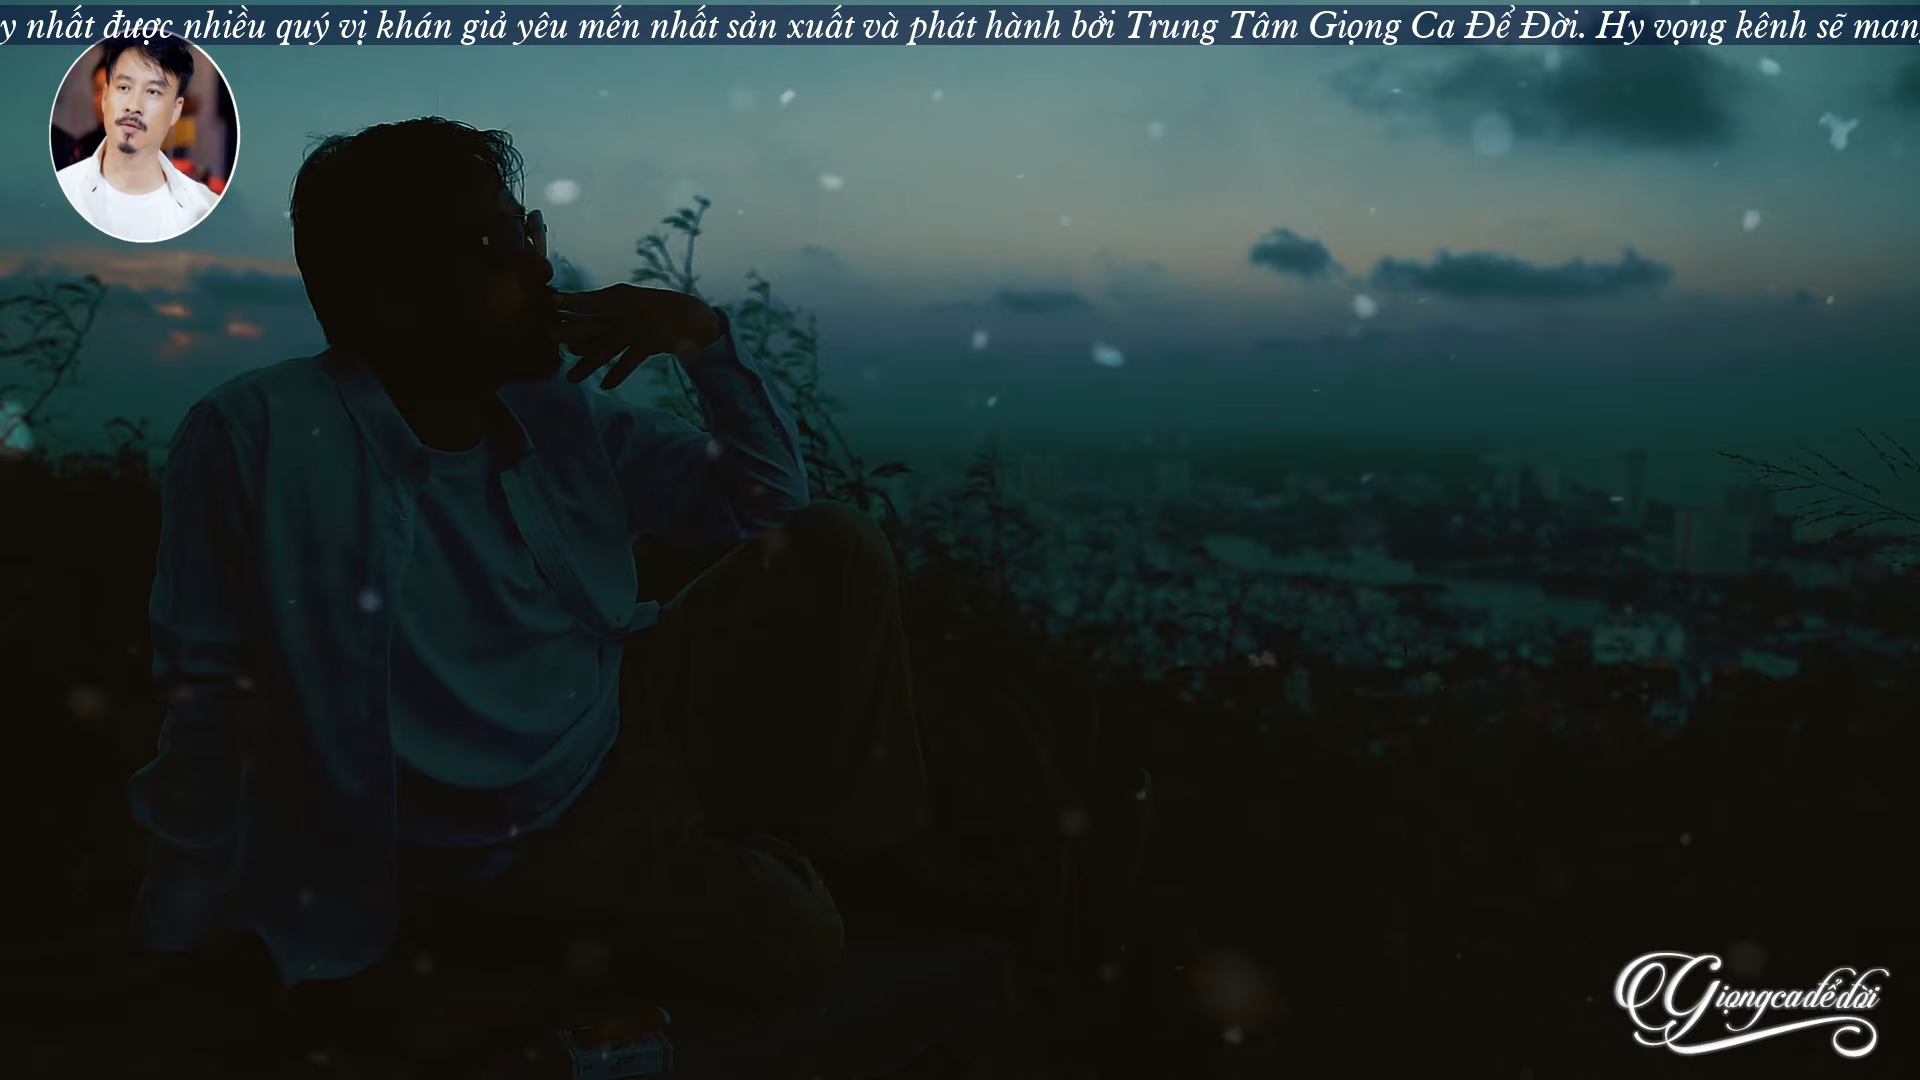 y nhất được nhiều quý vị khán giả yêu mến nhất sản xuất và phát hành bởi Trung Tâm Giọng Ca Để Đời. Hy vọng kênh sẽ mang
Giọngcađểđời